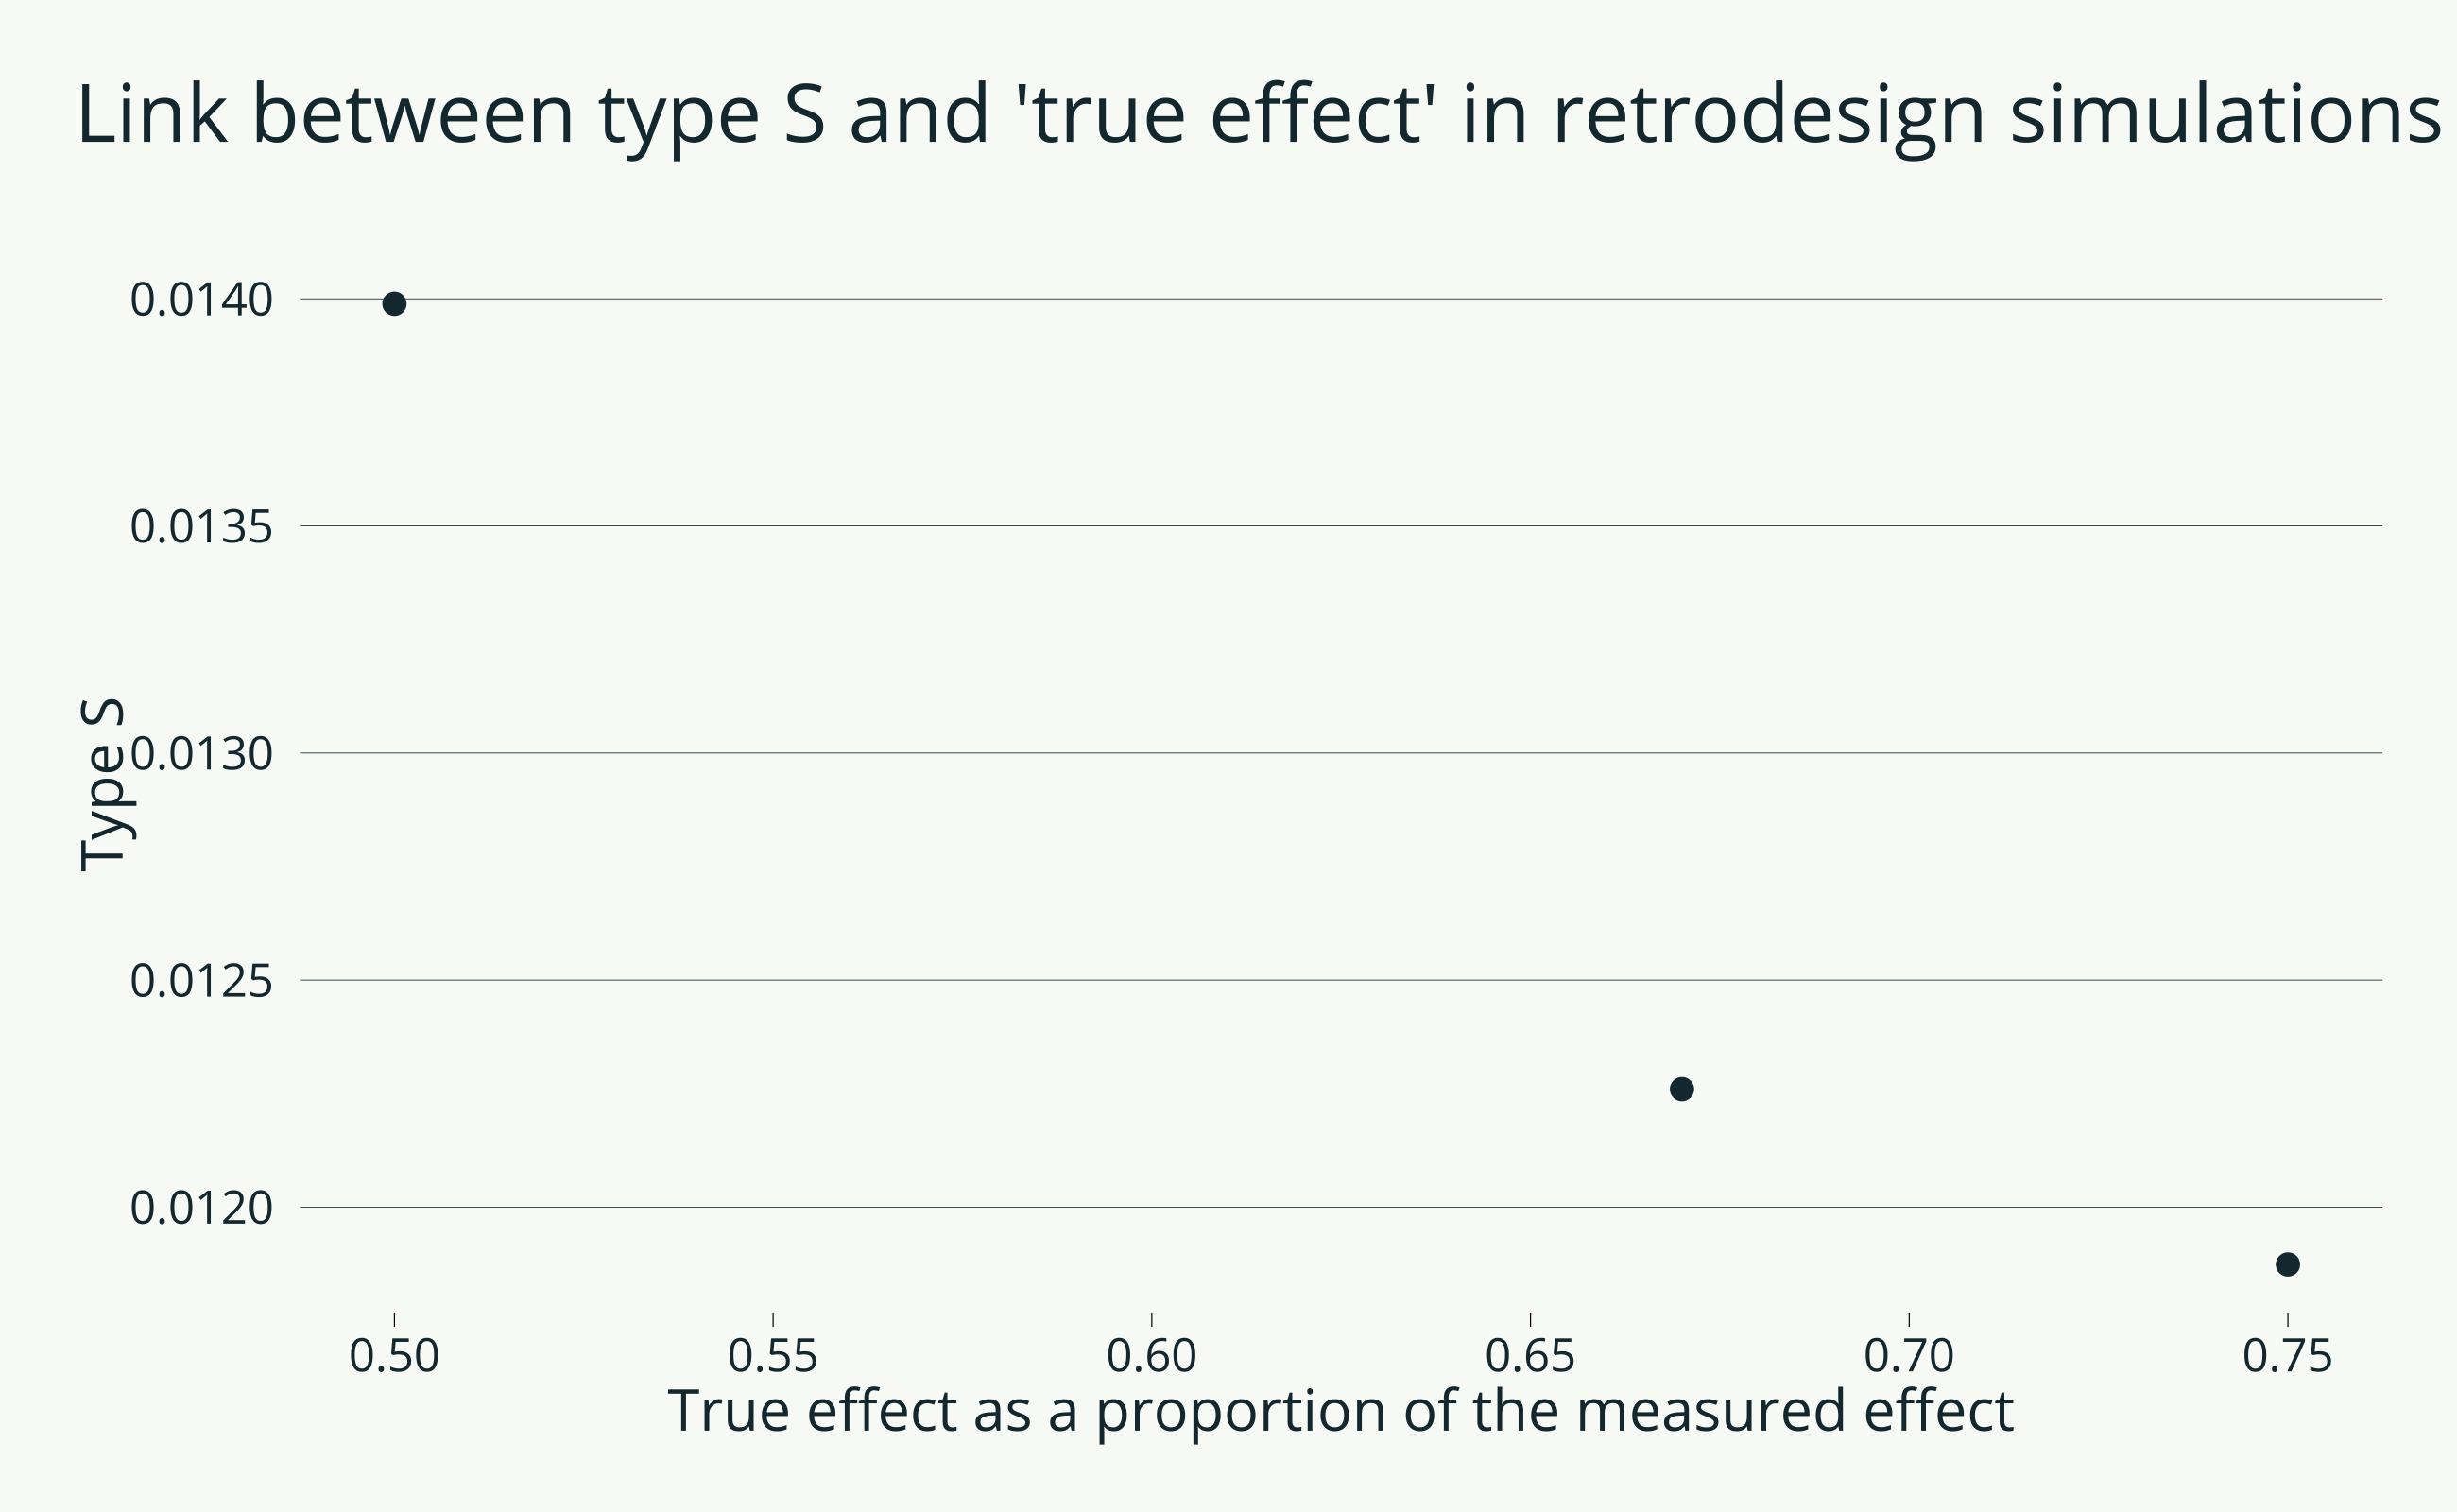 Link between type S and 'true effect' in retrodesign simulations
0.0140
0.0135
0.0130
0.0125
0.0120
Type S
0.50 0.55 0.60 0.65 0.70 0.75
True effect as a proportion of the measured effect